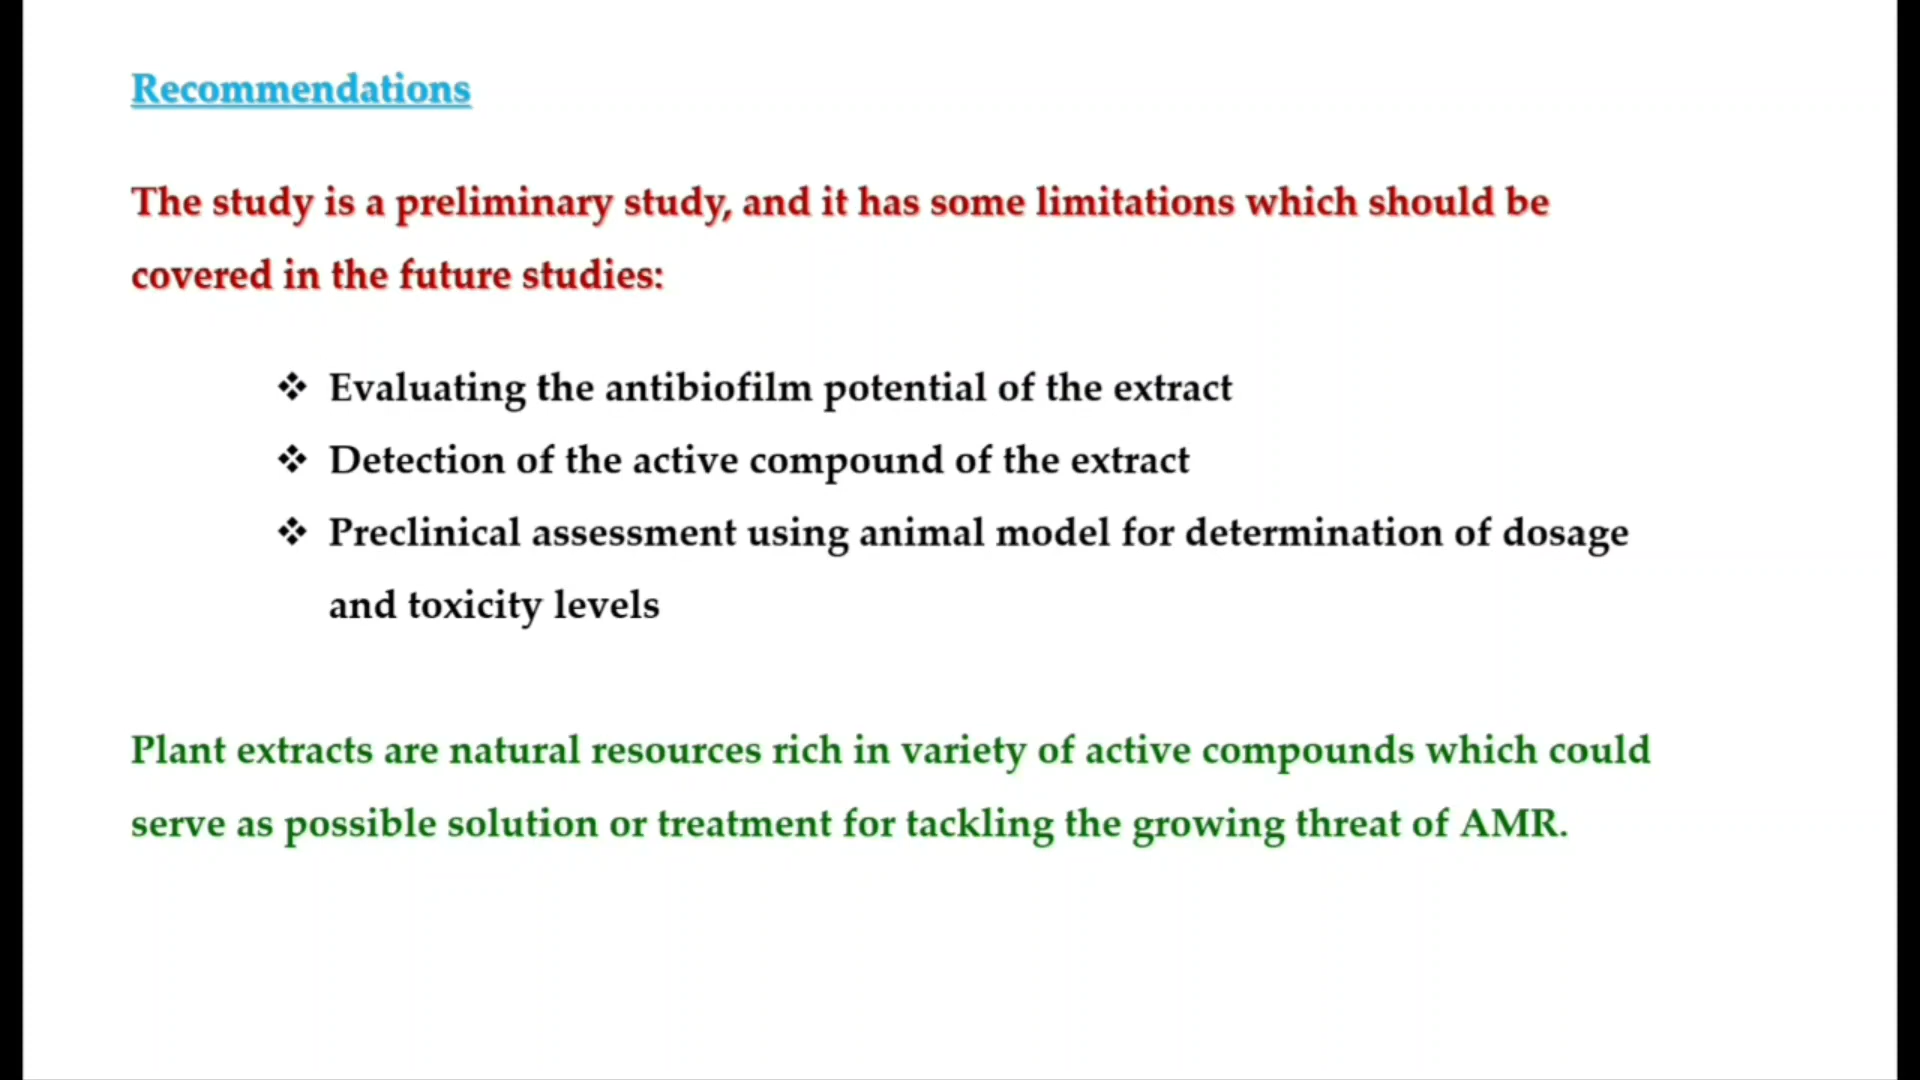 Recommendations
The study is a preliminary study, and it has some limitations which should be
covered in the future studies:
❖ Evaluating the antibiofilm potential of the extract
❖ Detection of the active compound of the extract
❖ Preclinical assessment using animal model for determination of dosage
and toxicity levels
Plant extracts are natural resources rich in variety of active compounds which could
serve as possible solution or treatment for tackling the growing threat of AMR.